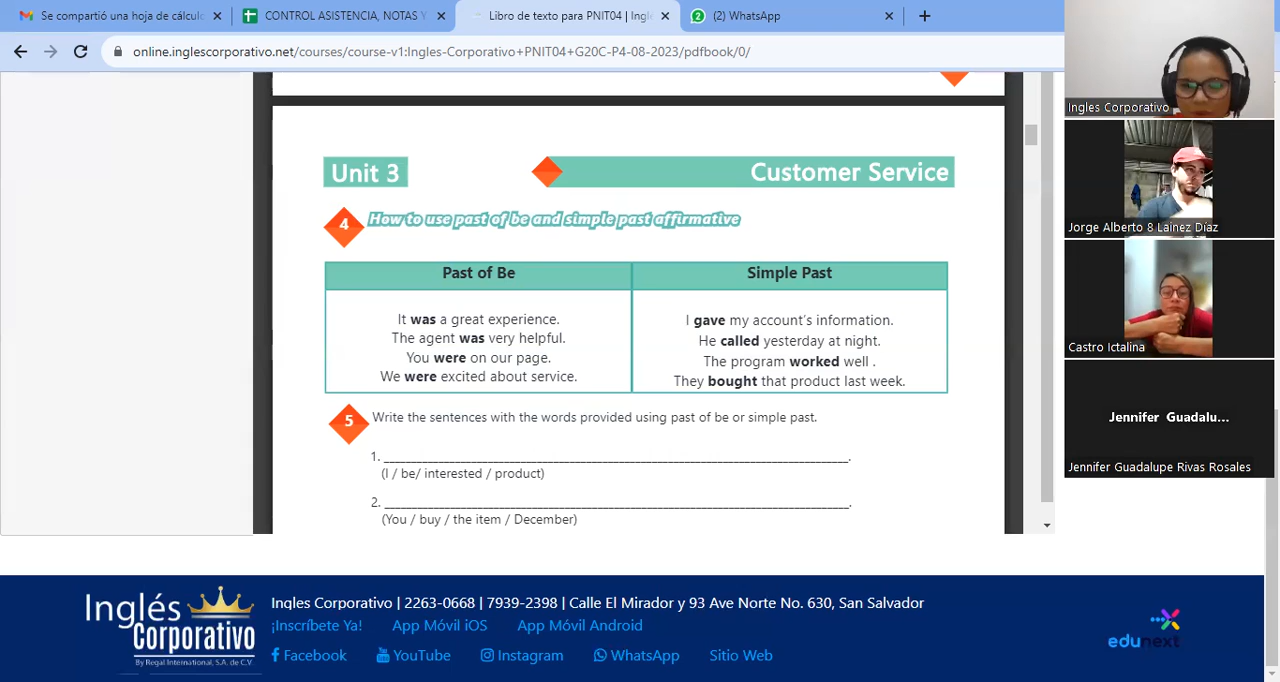 Se compartió una hoja de cálculo
CONTROL ASISTENCIA, NOTAS Y
Libro de texto para PNIT04 | Inglé
(2) WhatsApp
online.inglescorporativo.net/courses/course-v1:Ingles-Corporativo+PNIT04+G20C-P4-08-2023/pdfbook/0/
Ingles Corporativo
Jorge Alberto 8 Laínez Díaz
Castro Ictalina
Jennifer Guadalu...
Jennifer Guadalupe Rivas Rosales
Unit 3
Customer Service
4 How to use past of be and simple past affirmative
Past of Be
Simple Past
It was a great experience.
The agent was very helpful.
You were on our page.
We were excited about service.
I gave my account's information.
He called yesterday at night.
The program worked well .
They bought that product last week.
5 Write the sentences with the words provided using past of be or simple past.
1. ______________________________.
(I / be/ interested / product)
2. ______________________________.
(You / buy / the item / December)
Inglés
Corporativo
By Regal International, S.A. de C.V.
Ingles Corporativo | 2263-0668 | 7939-2398 | Calle El Mirador y 93 Ave Norte No. 630, San Salvador
¡Inscríbete Ya! App Móvil iOS App Móvil Android
Facebook YouTube Instagram WhatsApp Sitio Web
edunext